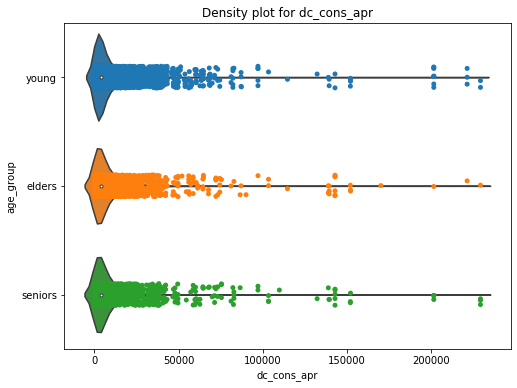 Density plot for dc_cons_apr
young
elders
seniors
age_group
0 50000 100000 150000 200000
dc_cons_apr